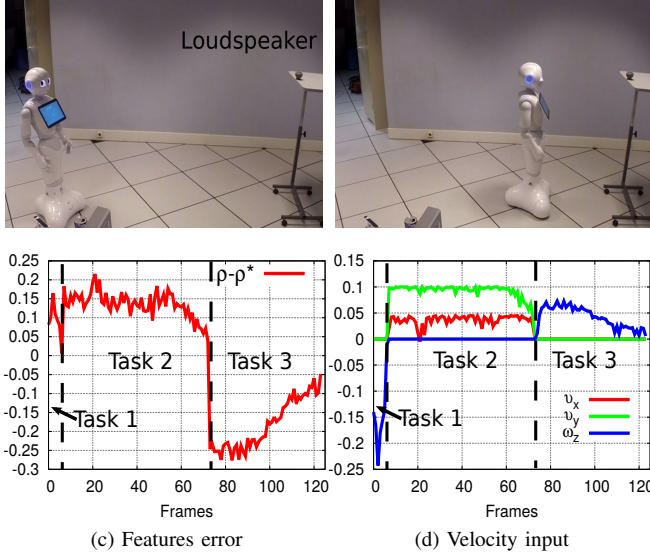 Loudspeaker
0.25
0.2
0.15
0.1
0.05
0
-0.05
-0.1
-0.15
-0.2
-0.25
-0.3
ρ-ρ*
Task 2
Task 3
Task 1
0 20 40 60 80 100 120
Frames
(c) Features error
0.15
0.1
0.05
0
0.05
-0.1
0.15
-0.2
0.25
Task 2
Task 3
Task 1
υx
υy
ωz
0 20 40 60 80 100 120
Frames
(d) Velocity input